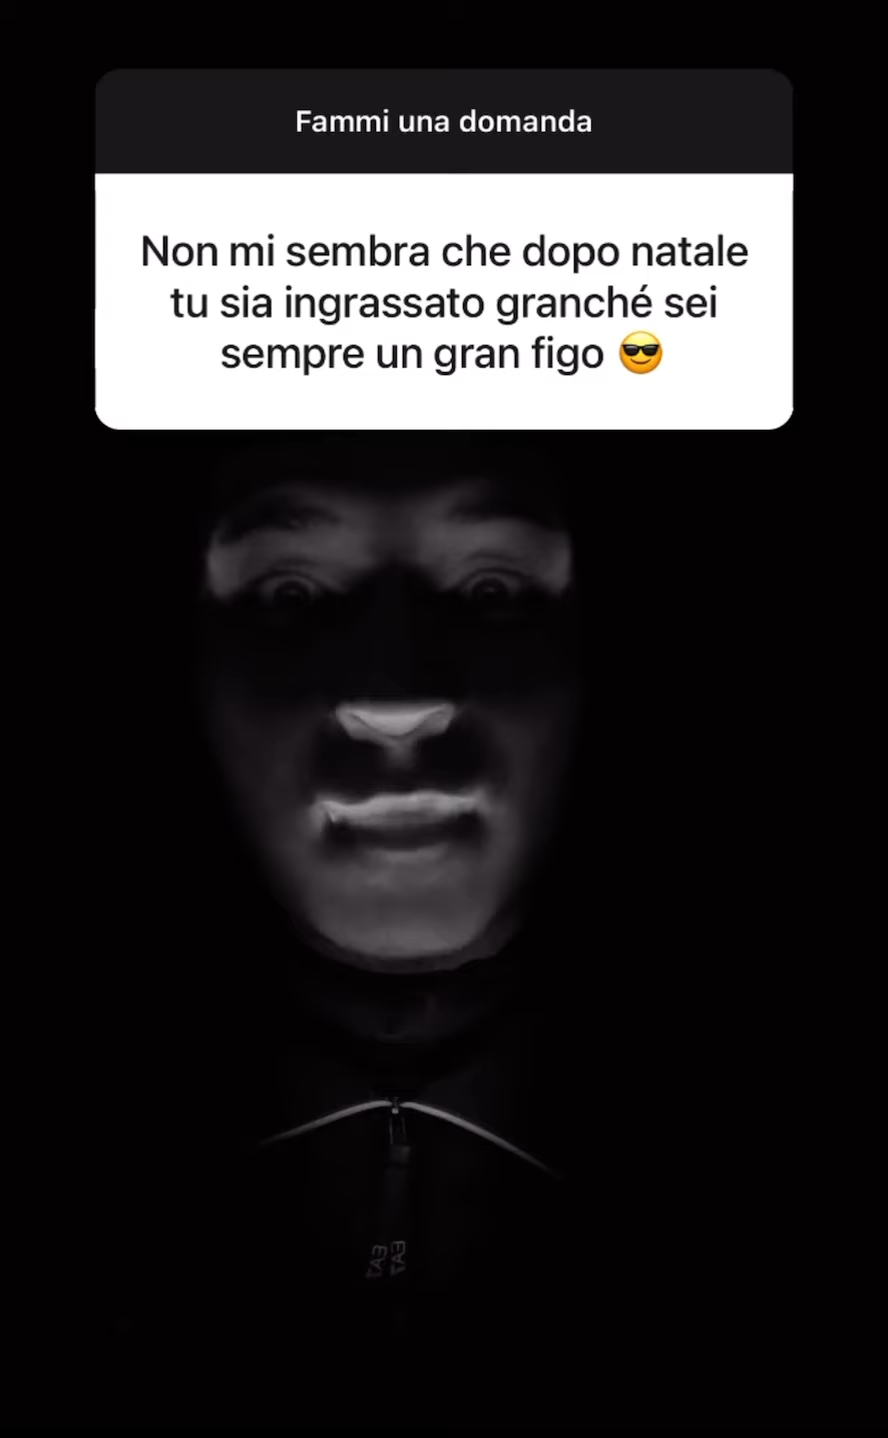 Fammi una domanda
Non mi sembra che dopo natale
tu sia ingrassato granché sei
sempre un gran figo 😎